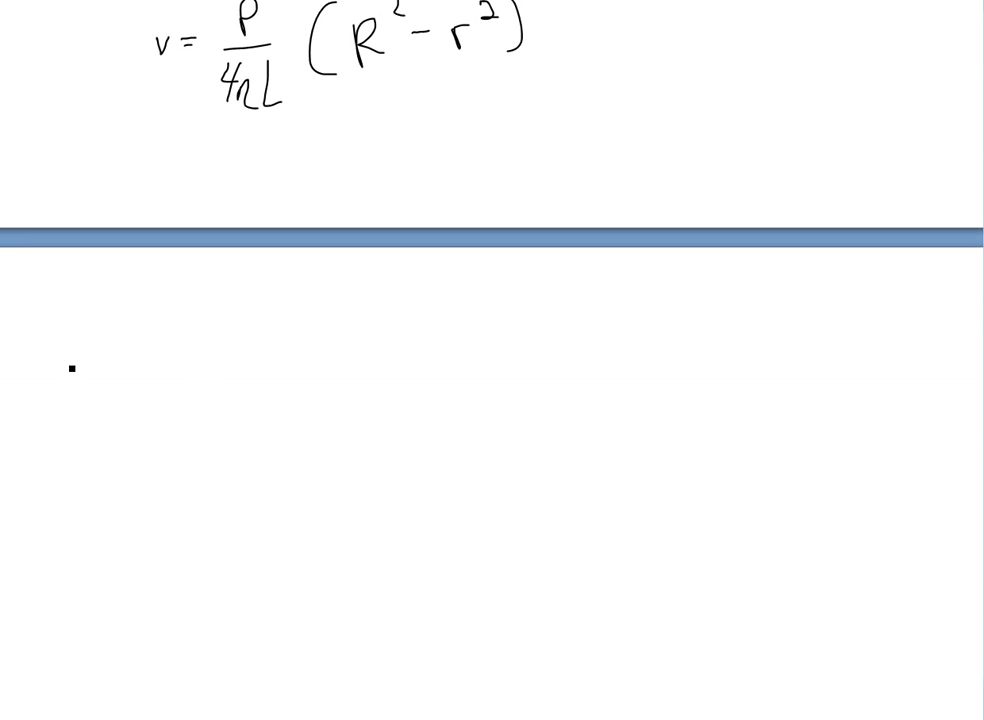 v = P/4ηL (R² - r²)